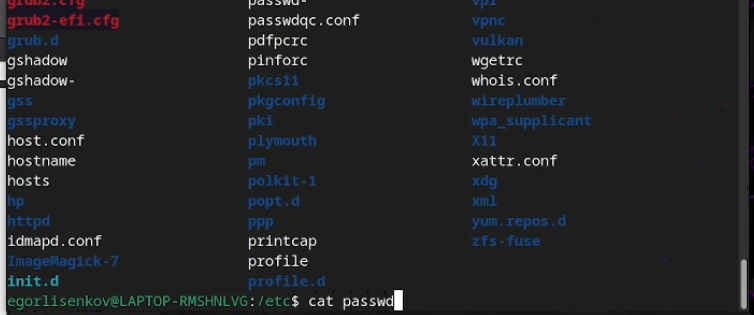 grub2.cfg passwd- vpl
grub2-efi.cfg passwdqc.conf vpnc
grub.d pdfpcrc vulkan
gshadow pinforc wgetrc
gshadow- pkcs11 whois.conf
gss pkgconfig wireplumber
gssproxy pki wpa_supplicant
host.conf plymouth X11
hostname pm xattr.conf
hosts polkit-1 xdg
hp popt.d xml
httpd ppp yum.repos.d
idmapd.conf printcap zfs-fuse
ImageMagick-7 profile
init.d profile.d
egorlisenkov@LAPTOP-RMSHNLVG:/etc$ cat passwd